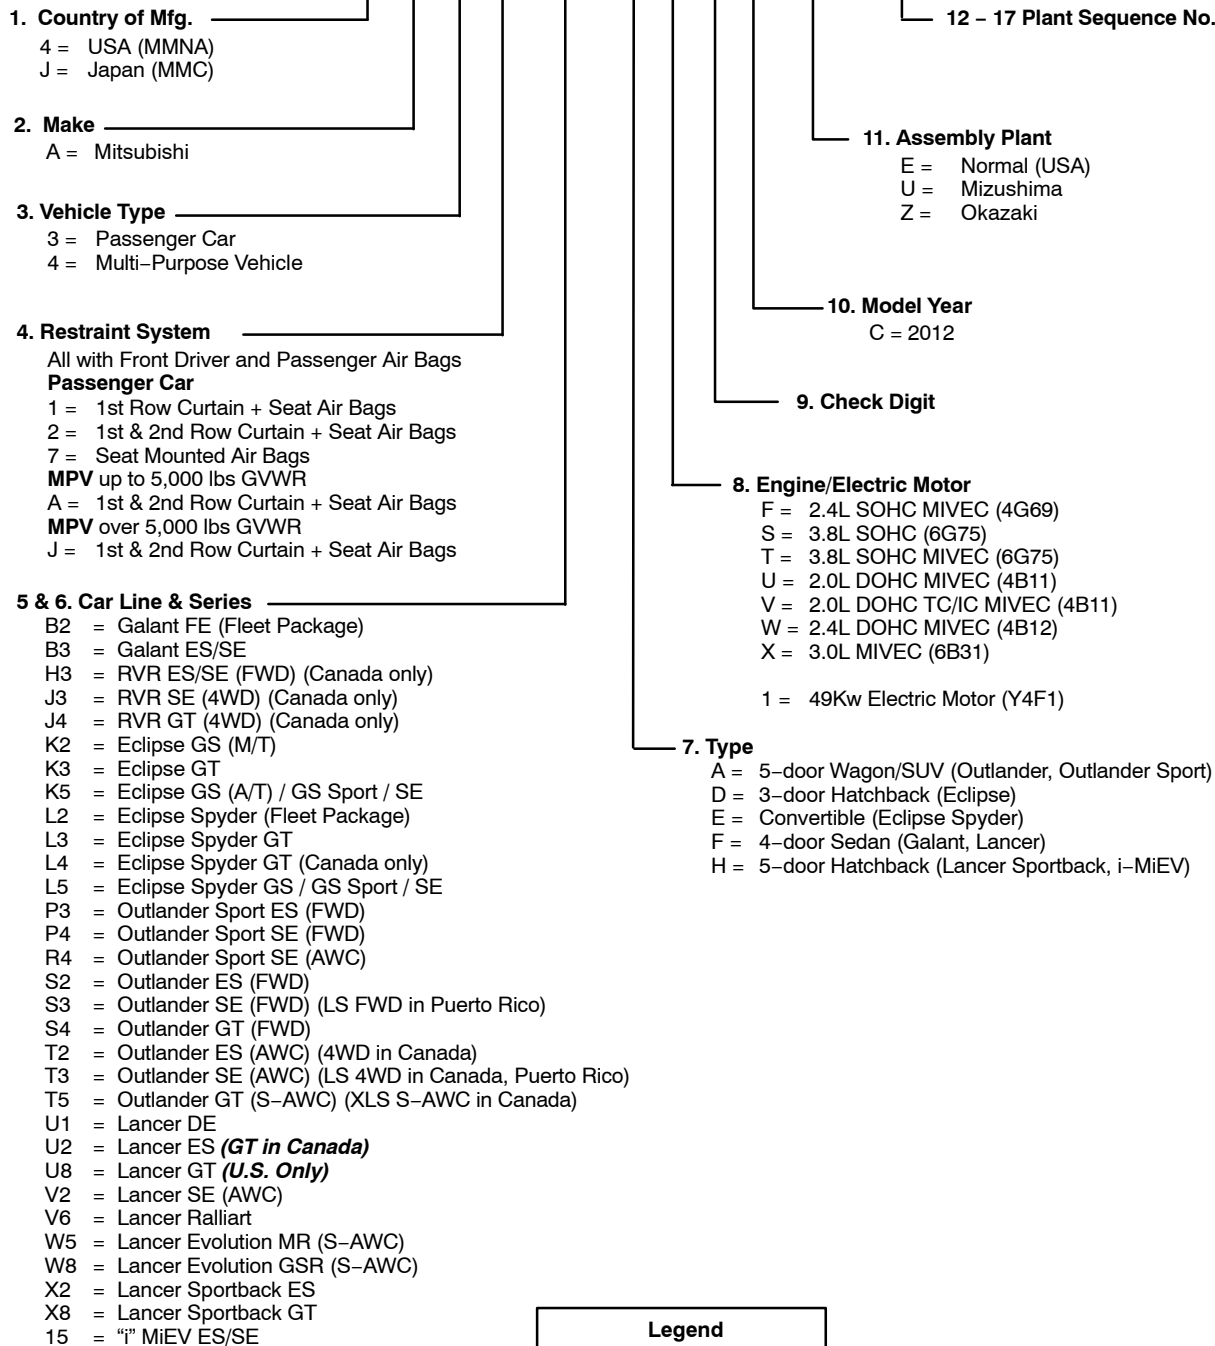 1. Country of Mfg.
4 = USA (MMNA)
J = Japan (MMC)
2. Make
A = Mitsubishi
3. Vehicle Type
3 = Passenger Car
4 = Multi−Purpose Vehicle
4. Restraint System
All with Front Driver and Passenger Air Bags
Passenger Car
1 = 1st Row Curtain + Seat Air Bags
2 = 1st & 2nd Row Curtain + Seat Air Bags
7 = Seat Mounted Air Bags
MPV up to 5,000 lbs GVWR
A = 1st & 2nd Row Curtain + Seat Air Bags
MPV over 5,000 lbs GVWR
J = 1st & 2nd Row Curtain + Seat Air Bags
5 & 6. Car Line & Series
B2 = Galant FE (Fleet Package)
B3 = Galant ES/SE
H3 = RVR ES/SE (FWD) (Canada only)
J3 = RVR SE (4WD) (Canada only)
J4 = RVR GT (4WD) (Canada only)
K2 = Eclipse GS (M/T)
K3 = Eclipse GT
K5 = Eclipse GS (A/T) / GS Sport / SE
L2 = Eclipse Spyder (Fleet Package)
L3 = Eclipse Spyder GT
L4 = Eclipse Spyder GT (Canada only)
L5 = Eclipse Spyder GS / GS Sport / SE
P3 = Outlander Sport ES (FWD)
P4 = Outlander Sport SE (FWD)
R4 = Outlander Sport SE (AWC)
S2 = Outlander ES (FWD)
S3 = Outlander SE (FWD) (LS FWD in Puerto Rico)
S4 = Outlander GT (FWD)
T2 = Outlander ES (AWC) (4WD in Canada)
T3 = Outlander SE (AWC) (LS 4WD in Canada, Puerto Rico)
T5 = Outlander GT (S−AWC) (XLS S−AWC in Canada)
U1 = Lancer DE
U2 = Lancer ES (GT in Canada)
U8 = Lancer GT (U.S. Only)
V2 = Lancer SE (AWC)
V6 = Lancer Ralliart
W5 = Lancer Evolution MR (S−AWC)
W8 = Lancer Evolution GSR (S−AWC)
X2 = Lancer Sportback ES
X8 = Lancer Sportback GT
15 = “i” MiEV ES/SE
12 − 17 Plant Sequence No.
11. Assembly Plant
E = Normal (USA)
U = Mizushima
Z = Okazaki
10. Model Year
C = 2012
9. Check Digit
8. Engine/Electric Motor
F = 2.4L SOHC MIVEC (4G69)
S = 3.8L SOHC (6G75)
T = 3.8L SOHC MIVEC (6G75)
U = 2.0L DOHC MIVEC (4B11)
V = 2.0L DOHC TC/IC MIVEC (4B11)
W = 2.4L DOHC MIVEC (4B12)
X = 3.0L MIVEC (6B31)
1 = 49Kw Electric Motor (Y4F1)
7. Type
A = 5−door Wagon/SUV (Outlander, Outlander Sport)
D = 3−door Hatchback (Eclipse)
E = Convertible (Eclipse Spyder)
F = 4−door Sedan (Galant, Lancer)
H = 5−door Hatchback (Lancer Sportback, i−MiEV)
Legend